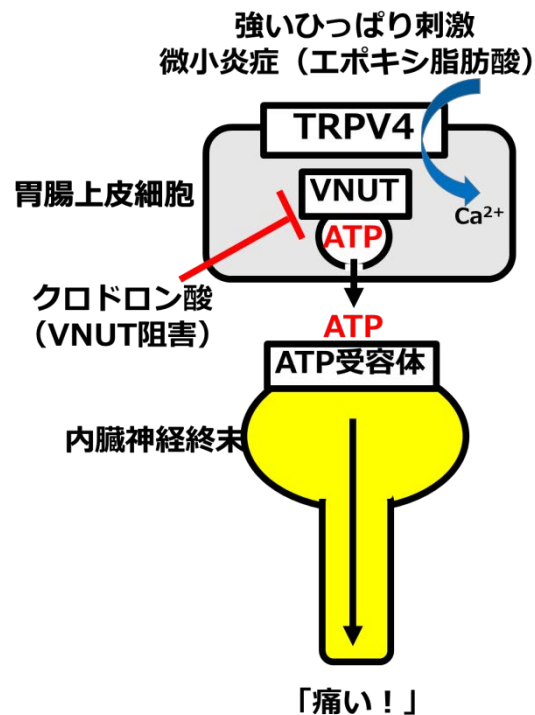 強いひっぱり刺激
微小炎症（エポキシ脂肪酸）
TRPV4
VNUT
胃腸上皮細胞
Ca²⁺
ATP
クロドロン酸
（VNUT阻害）
ATP
ATP受容体
内臓神経終末
「痛い！」